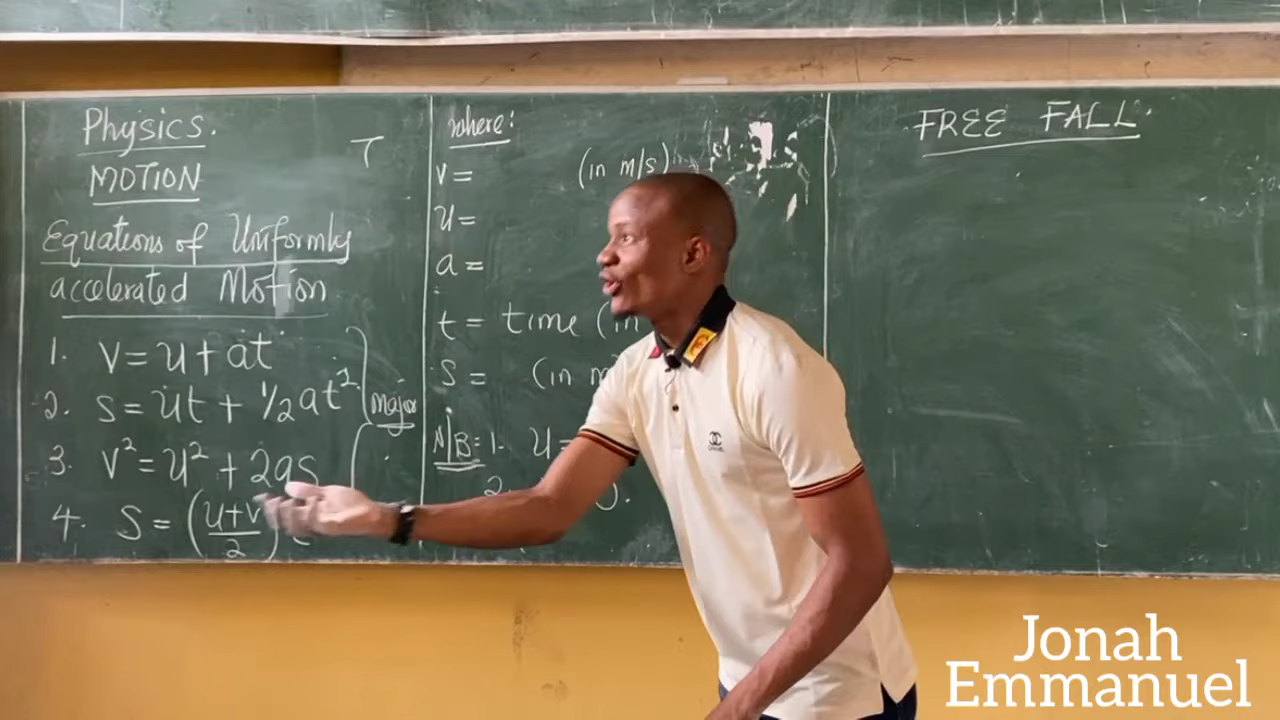 Physics.
MOTION
T
Equations of Uniformly
accelerated Motion
1. V=u+at
2. S=ut+½at²
3. V²=u²+2as
major
4. S=(u+v/2)t
where:
V= (in m/s)
U=
a=
t= time (in
S= (in m
N/B:- 1. U=
2.
FREE FALL.
CHANEL
Jonah
Emmanuel